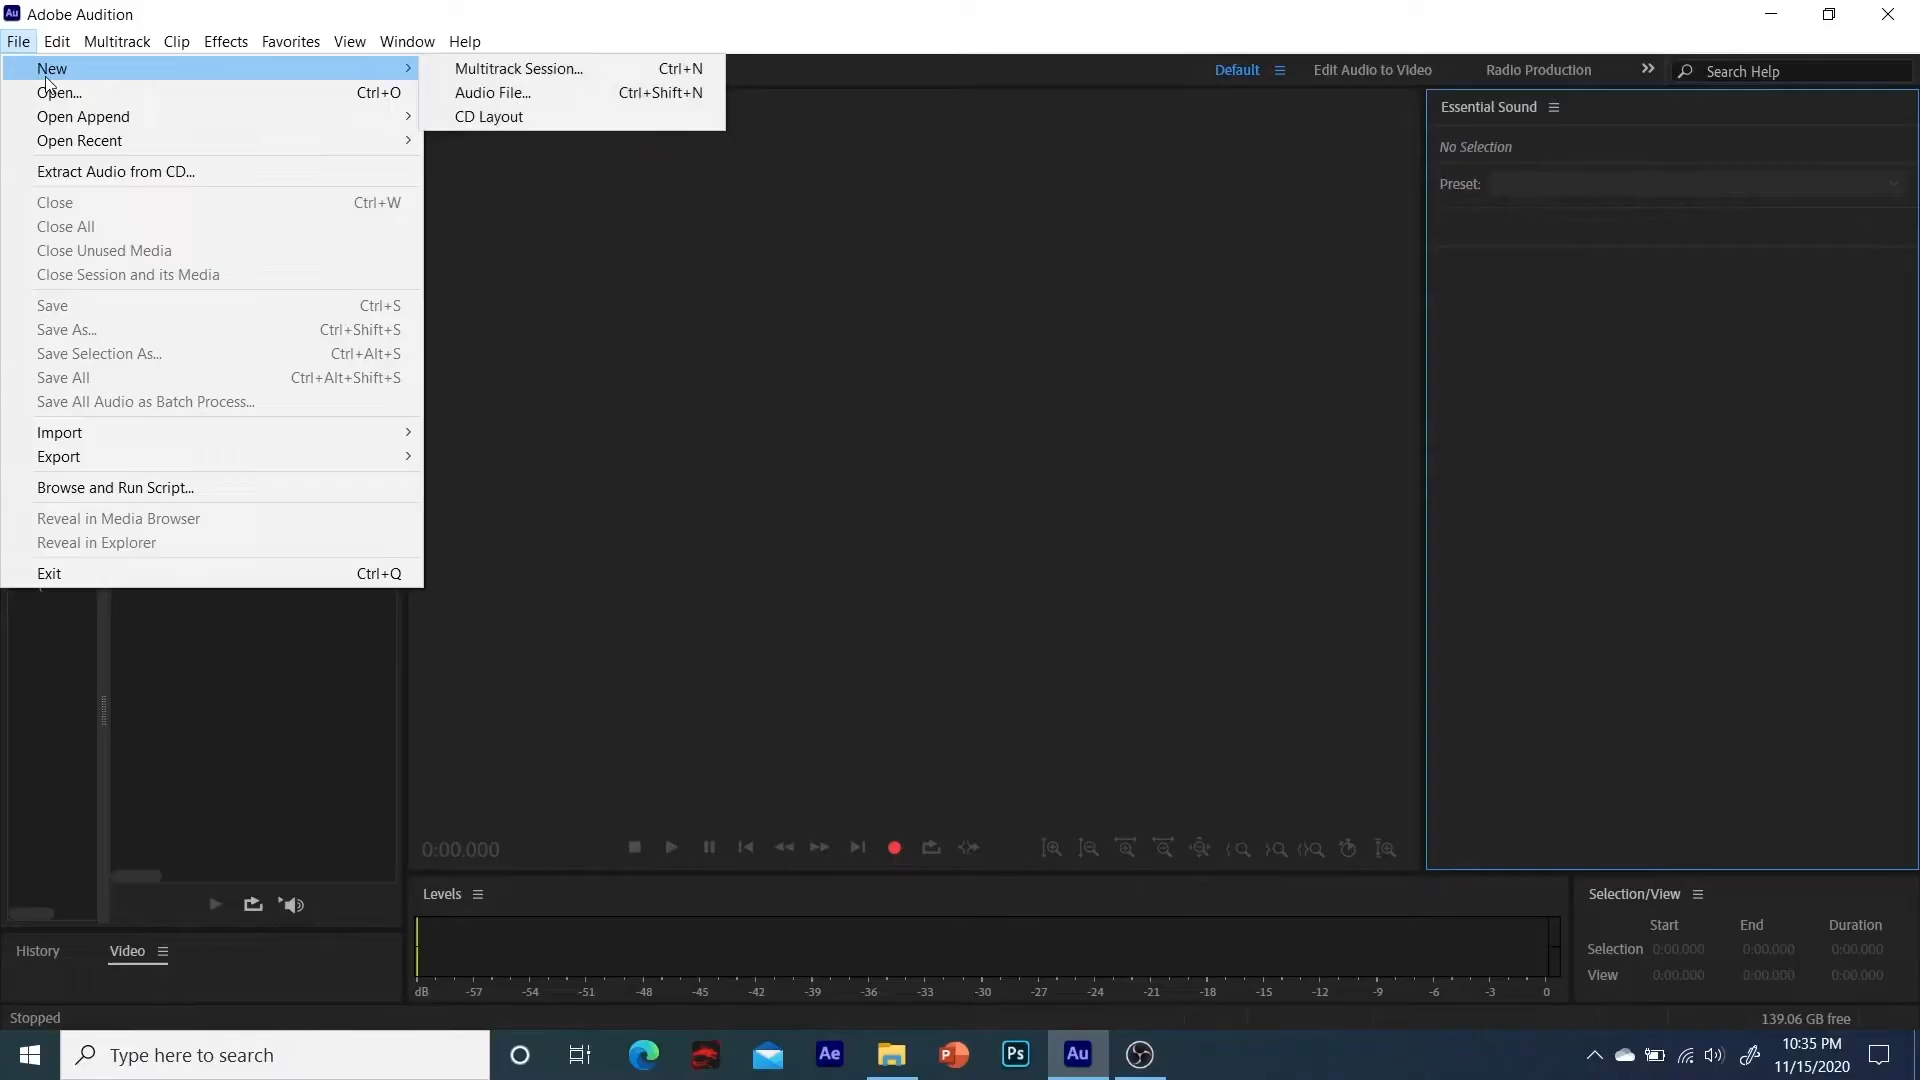 Au Adobe Audition
File Edit Multitrack Clip Effects Favorites View Window Help
New
Open... Ctrl+O
Open Append
Open Recent
Extract Audio from CD...
Close Ctrl+W
Close All
Close Unused Media
Close Session and its Media
Save Ctrl+S
Save As... Ctrl+Shift+S
Save Selection As... Ctrl+Alt+S
Save All Ctrl+Alt+Shift+S
Save All Audio as Batch Process...
Import
Export
Browse and Run Script...
Reveal in Media Browser
Reveal in Explorer
Exit Ctrl+Q
Multitrack Session... Ctrl+N
Audio File... Ctrl+Shift+N
CD Layout
Default Edit Audio to Video Radio Production Search Help
Essential Sound
No Selection
Preset:
0:00.000
Levels
dB -57 -54 -51 -48 -45 -42 -39 -36 -33 -30 -27 -24 -21 -18 -15 -12 -9 -6 -3 0
Selection/View
Start End Duration
Selection 0:00.000 0:00.000 0:00.000
View 0:00.000 0:00.000 0:00.000
History Video
Stopped
139.06 GB free
Type here to search
Ae P Ps Au
10:35 PM
11/15/2020